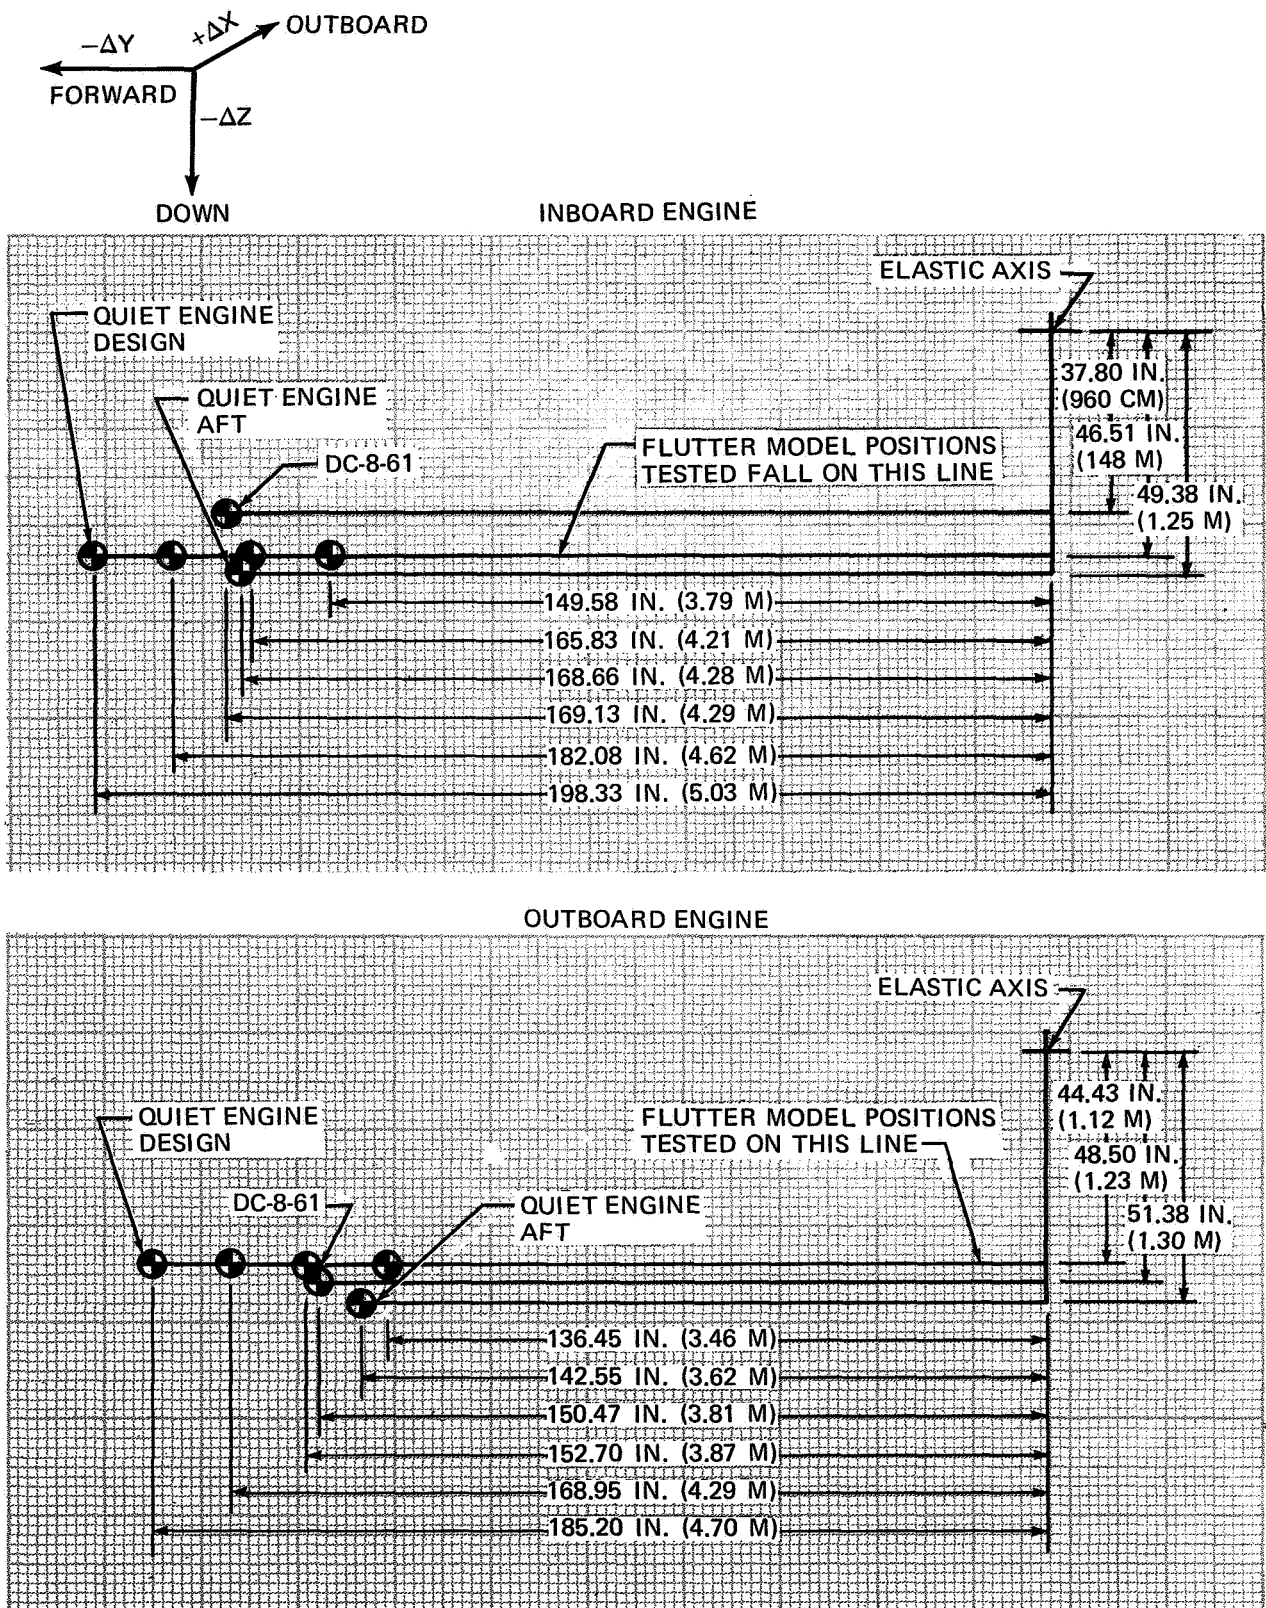 +ΔX
OUTBOARD
−ΔY
FORWARD
−ΔZ
DOWN
INBOARD ENGINE
ELASTIC AXIS
QUIET ENGINE
DESIGN
37.80 IN.
(960 CM)
QUIET ENGINE
AFT
46.51 IN.
(148 M)
FLUTTER MODEL POSITIONS
TESTED FALL ON THIS LINE
DC-8-61
49.38 IN.
(1.25 M)
149.58 IN. (3.79 M)
165.83 IN. (4.21 M)
168.66 IN. (4.28 M)
169.13 IN. (4.29 M)
182.08 IN. (4.62 M)
198.33 IN. (5.03 M)
OUTBOARD ENGINE
ELASTIC AXIS
44.43 IN.
(1.12 M)
QUIET ENGINE
DESIGN
FLUTTER MODEL POSITIONS
TESTED ON THIS LINE
48.50 IN.
(1.23 M)
DC-8-61
QUIET ENGINE
AFT
51.38 IN.
(1.30 M)
136.45 IN. (3.46 M)
142.55 IN. (3.62 M)
150.47 IN. (3.81 M)
152.70 IN. (3.87 M)
168.95 IN. (4.29 M)
185.20 IN. (4.70 M)